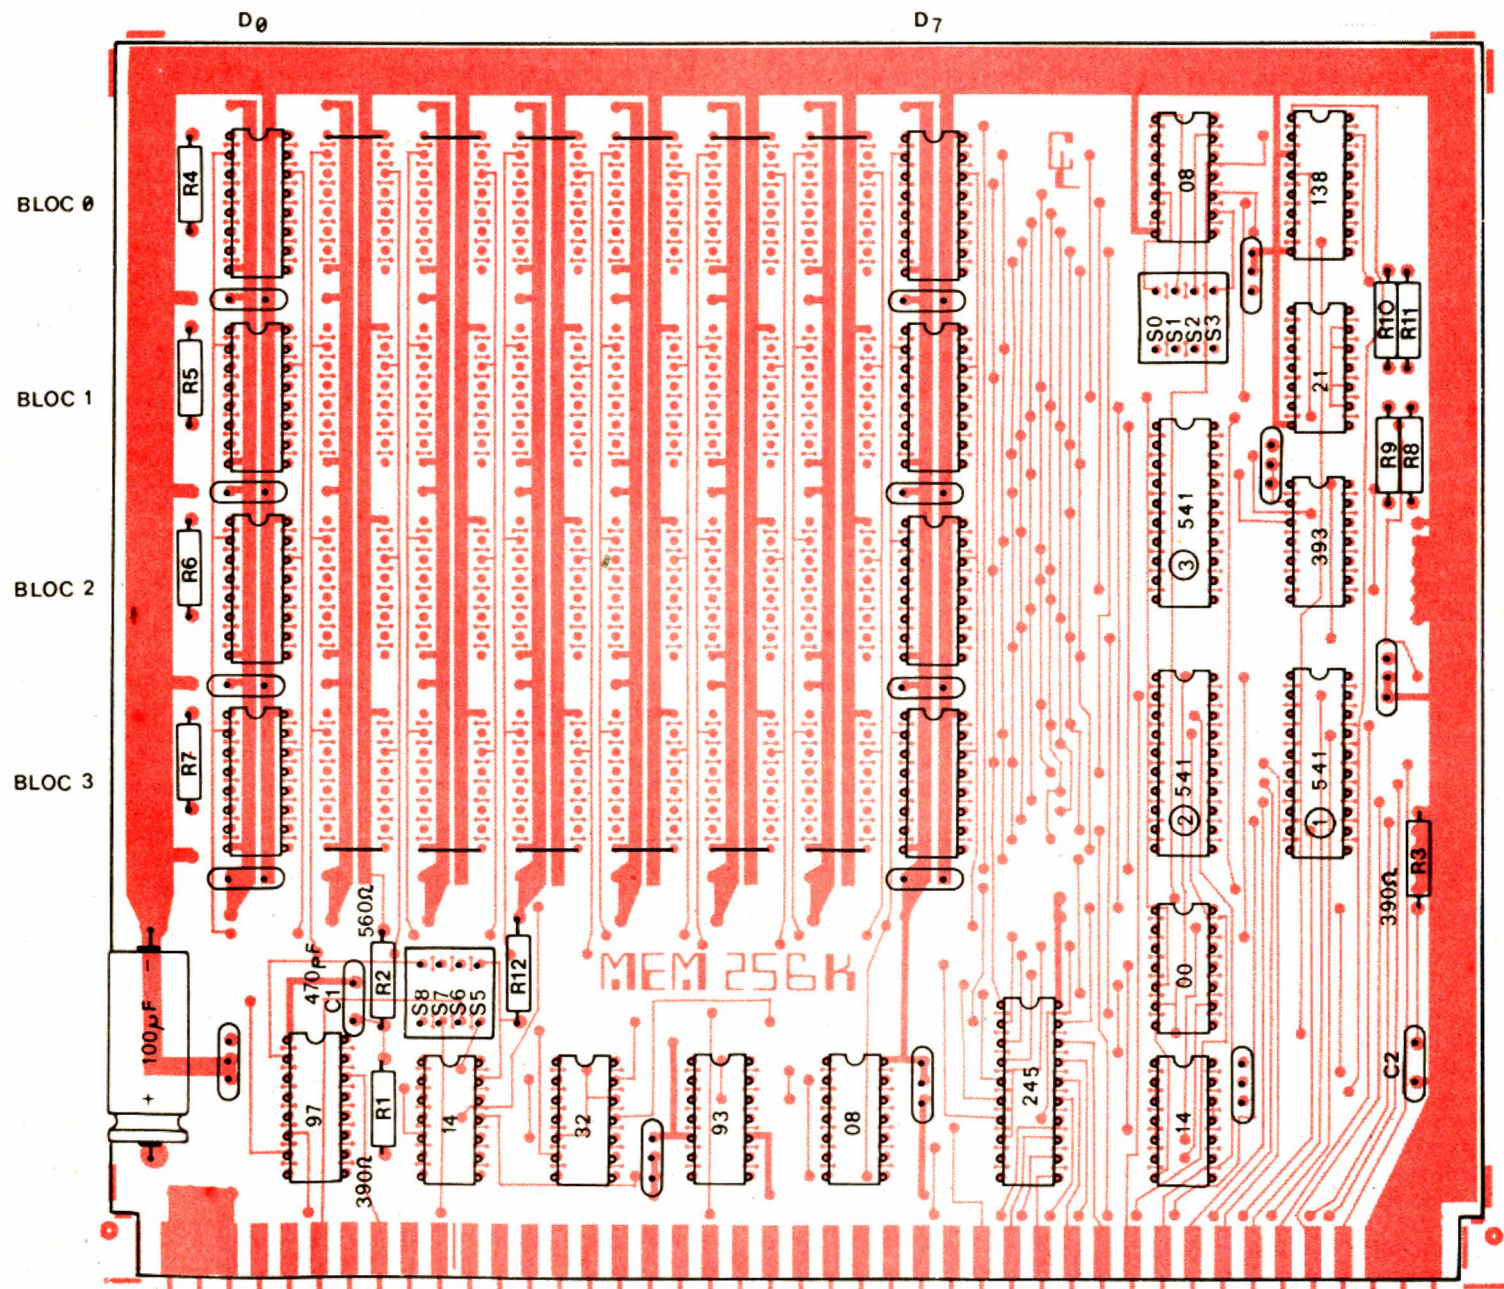 D0
D7
BLOC 0
R4
08
138
S0
S1
S2
S3
R10
R11
BLOC 1
R5
21
R9
R8
541
3
393
BLOC 2
R6
BLOC 3
R7
541
2
541
1
R3
390Ω
560Ω
470pF
C1
R2
S8
S7
S6
S5
R12
MEM 256K
00
-
100µF
+
97
R1
390Ω
14
32
93
08
245
14
C2